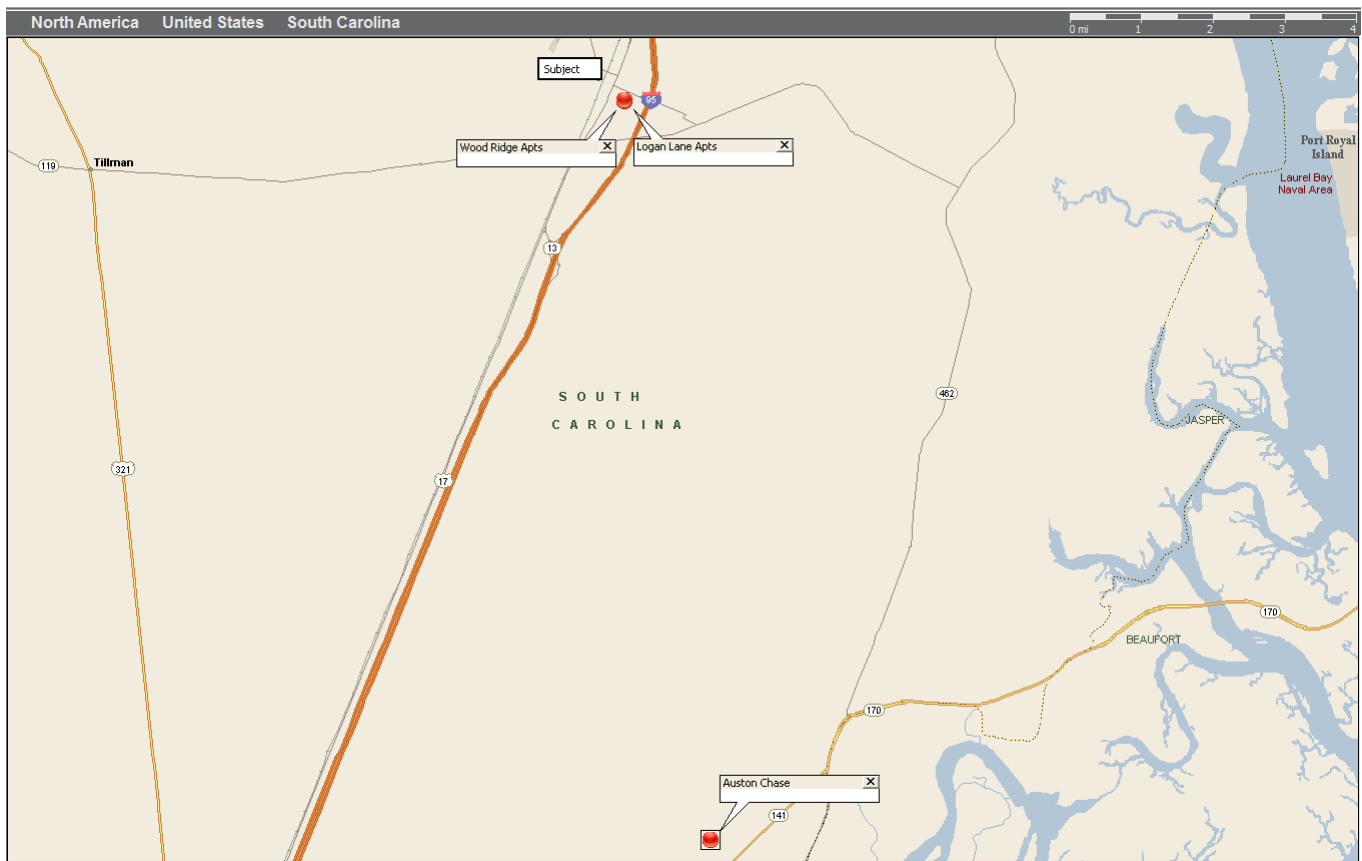 North America United States South Carolina
0 mi 1 2 3 4
Subject
95
Wood Ridge Apts
Logan Lane Apts
Port Royal
Island
119
Tillman
Laurel Bay
Naval Area
13
SOUTH
CAROLINA
462
JASPER
321
17
170
BEAUFORT
170
Auston Chase
141